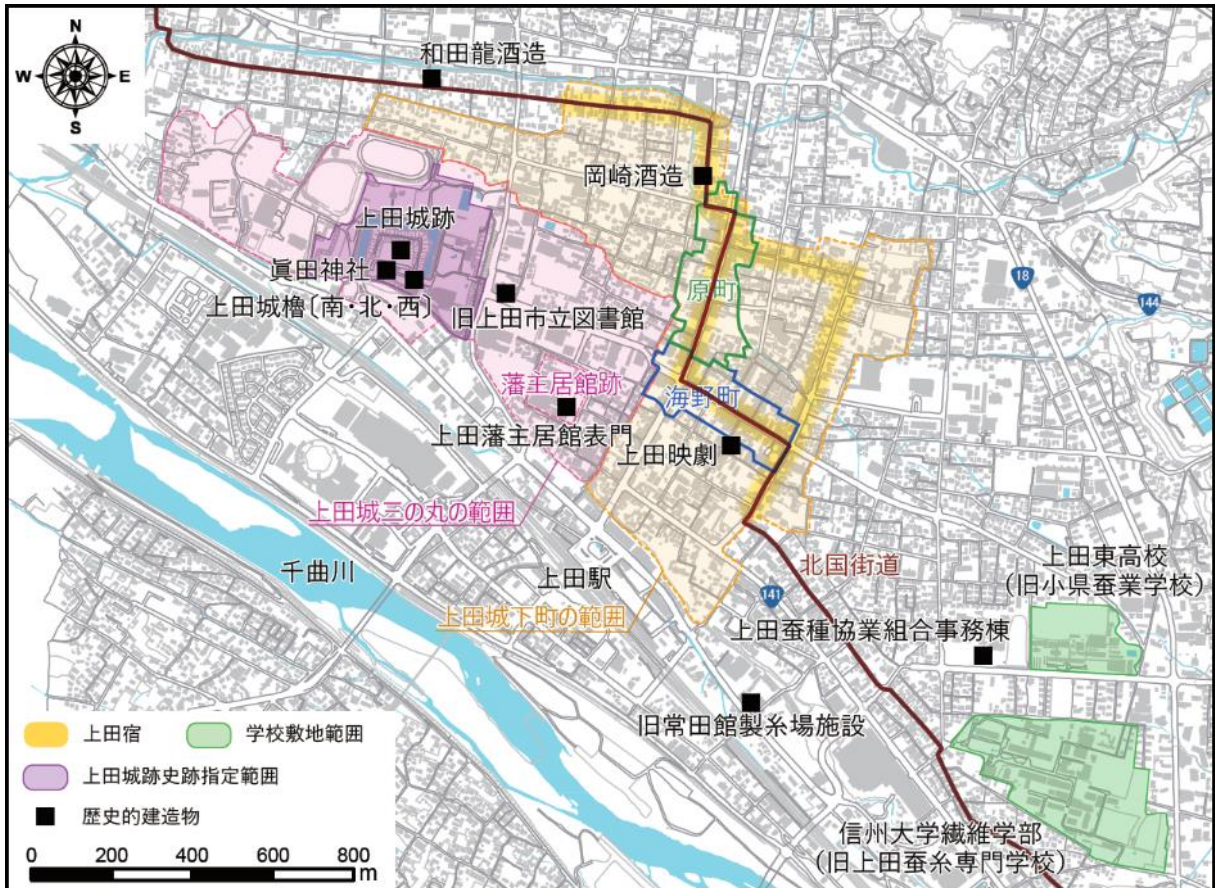 N
W
E
S
和田龍酒造
岡崎酒造
上田城跡
眞田神社
上田城櫓〔南・北・西〕
旧上田市立図書館
原町
18
144
藩主居館跡
海野町
上田藩主居館表門
上田映劇
上田城三の丸の範囲
千曲川
上田駅
北国街道
上田東高校
(旧小県蚕業学校)
141
上田城下町の範囲
上田蚕種協業組合事務棟
旧常田館製糸場施設
信州大学繊維学部
(旧上田蚕糸専門学校)
上田宿
学校敷地範囲
上田城跡史跡指定範囲
歴史的建造物
0 200 400 600 800
m